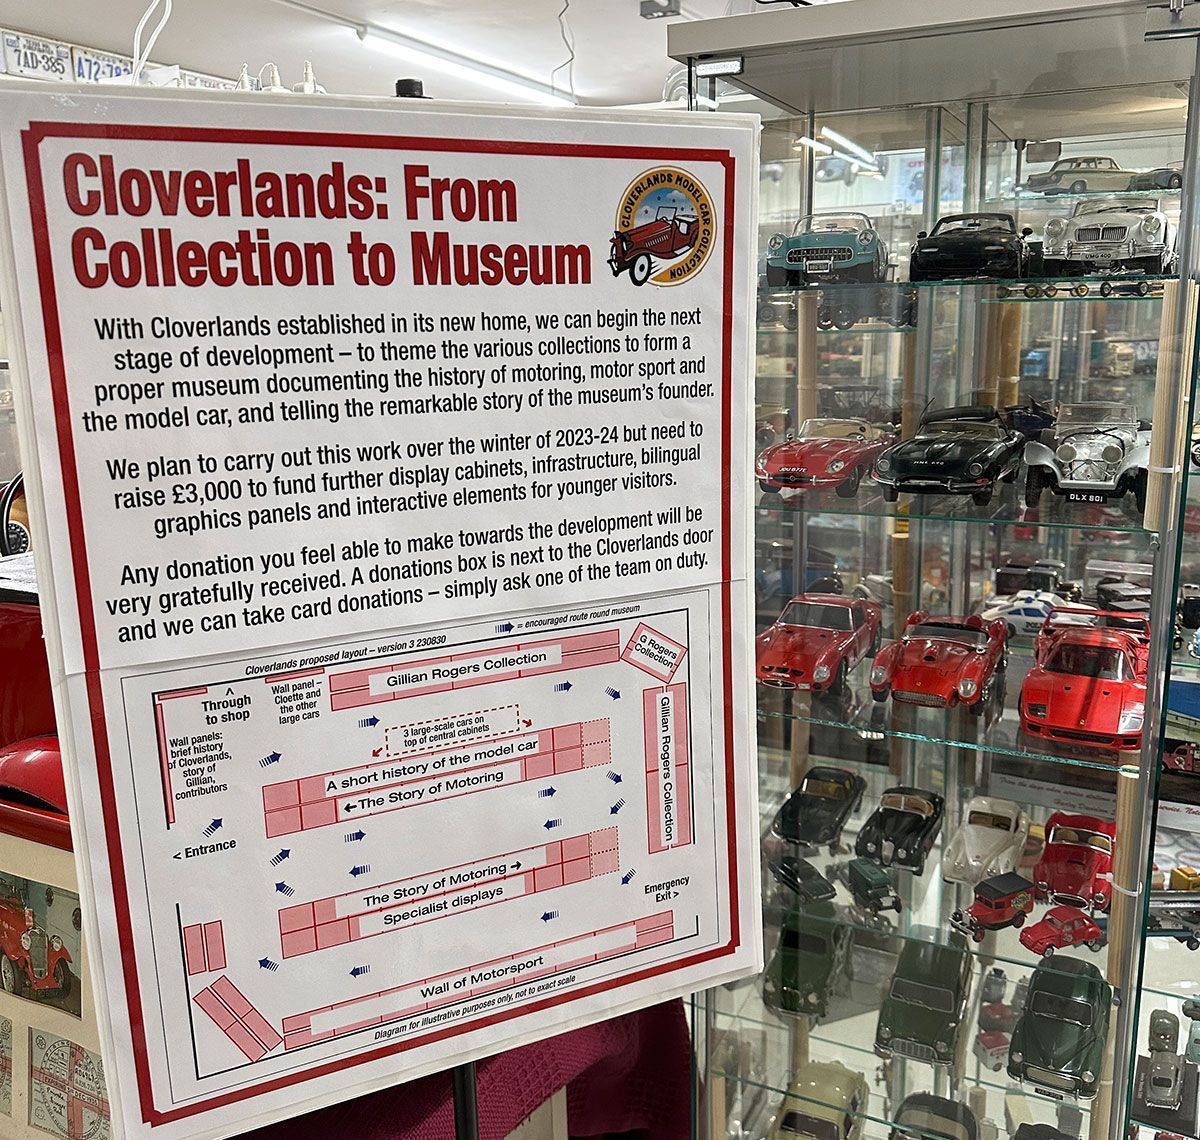 7AD-385
A72-78
Cloverlands: From
Collection to Museum
CLOVERLANDS MODEL CAR COLLECTION
With Cloverlands established in its new home, we can begin the next
stage of development – to theme the various collections to form a
proper museum documenting the history of motoring, motor sport and
the model car, and telling the remarkable story of the museum's founder.
We plan to carry out this work over the winter of 2023-24 but need to
raise £3,000 to fund further display cabinets, infrastructure, bilingual
graphics panels and interactive elements for younger visitors.
Any donation you feel able to make towards the development will be
very gratefully received. A donations box is next to the Cloverlands door
and we can take card donations – simply ask one of the team on duty.
Cloverlands proposed layout – version 3 230830
= encouraged route round museum
^
Through
to shop
Wall panel –
Cloette and
the other
large cars
Gillian Rogers Collection
G Rogers
Collection
Wall panels:
brief history
of Cloverlands,
story of
Gillian,
contributors
3 large-scale cars on
top of central cabinets
Gillian Rogers Collection
A short history of the model car
←The Story of Motoring
< Entrance
The Story of Motoring →
Specialist displays
Emergency
Exit >
Wall of Motorsport
Diagram for illustrative purposes only, not to exact scale
UMG 400
JDU 877E
DLX 801